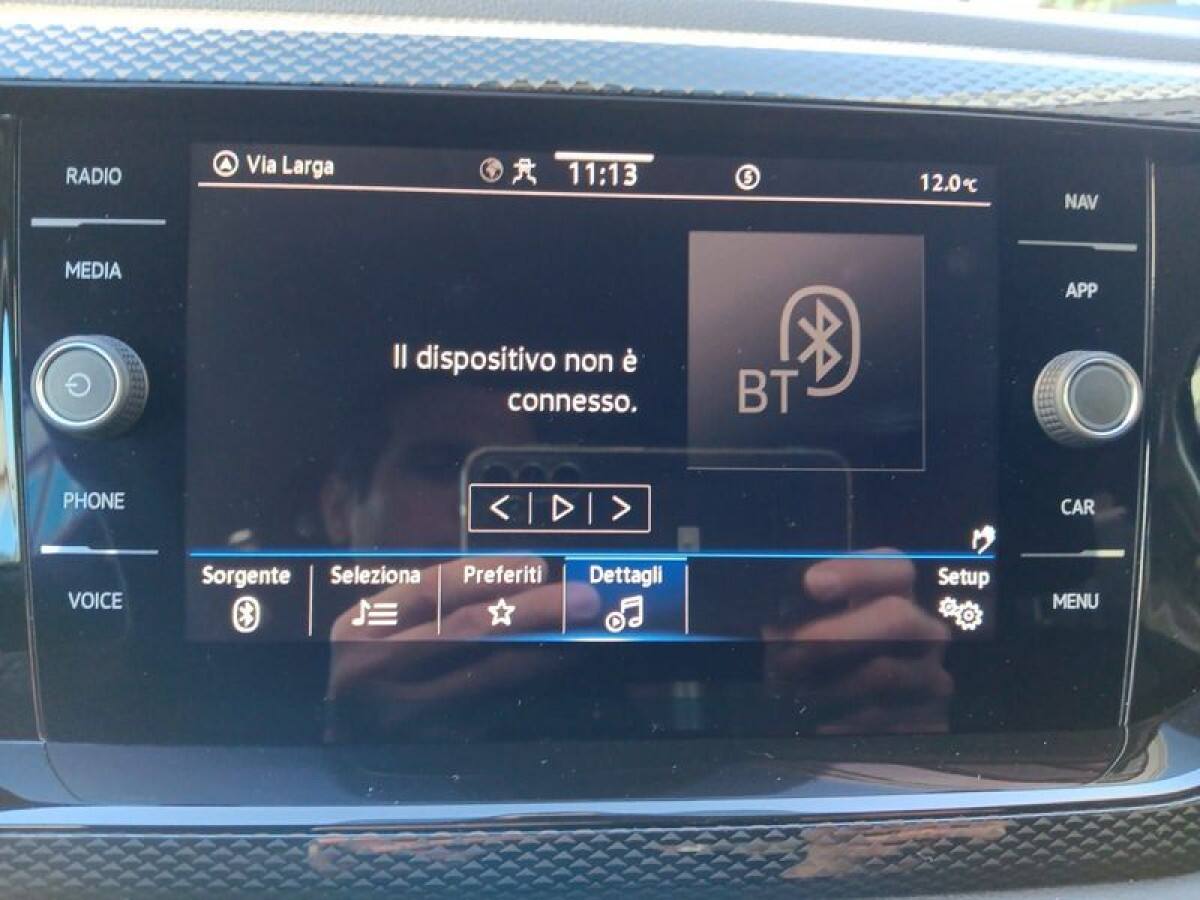 RADIO
MEDIA
PHONE
VOICE
Via Larga
11:13
5
12.0°C
Il dispositivo non è
connesso.
BT
Sorgente
Seleziona
Preferiti
Dettagli
Setup
NAV
APP
CAR
MENU